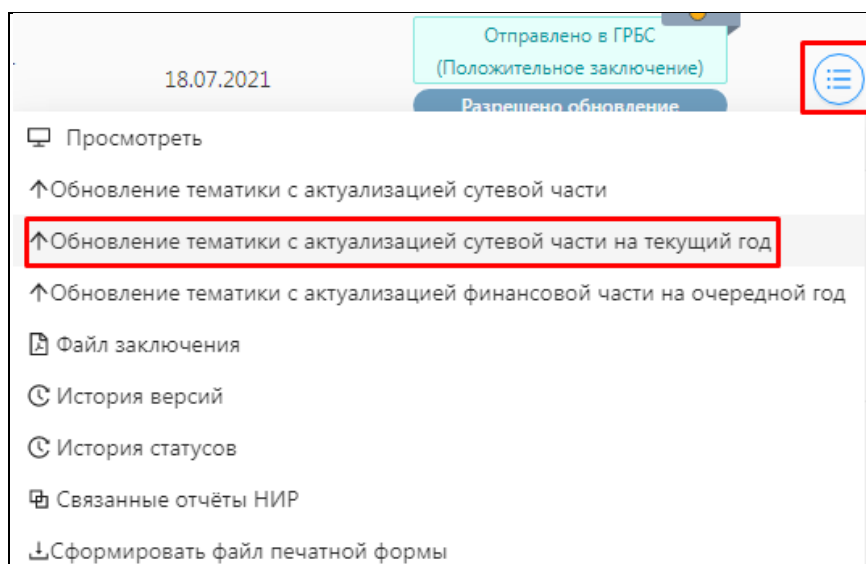 Отправлено в ГРБС
(Положительное заключение)
18.07.2021
Разрешено обновление
Просмотреть
Обновление тематики с актуализацией сутевой части
Обновление тематики с актуализацией сутевой части на текущий год
Обновление тематики с актуализацией финансовой части на очередной год
Файл заключения
История версий
История статусов
Связанные отчёты НИР
Сформировать файл печатной формы